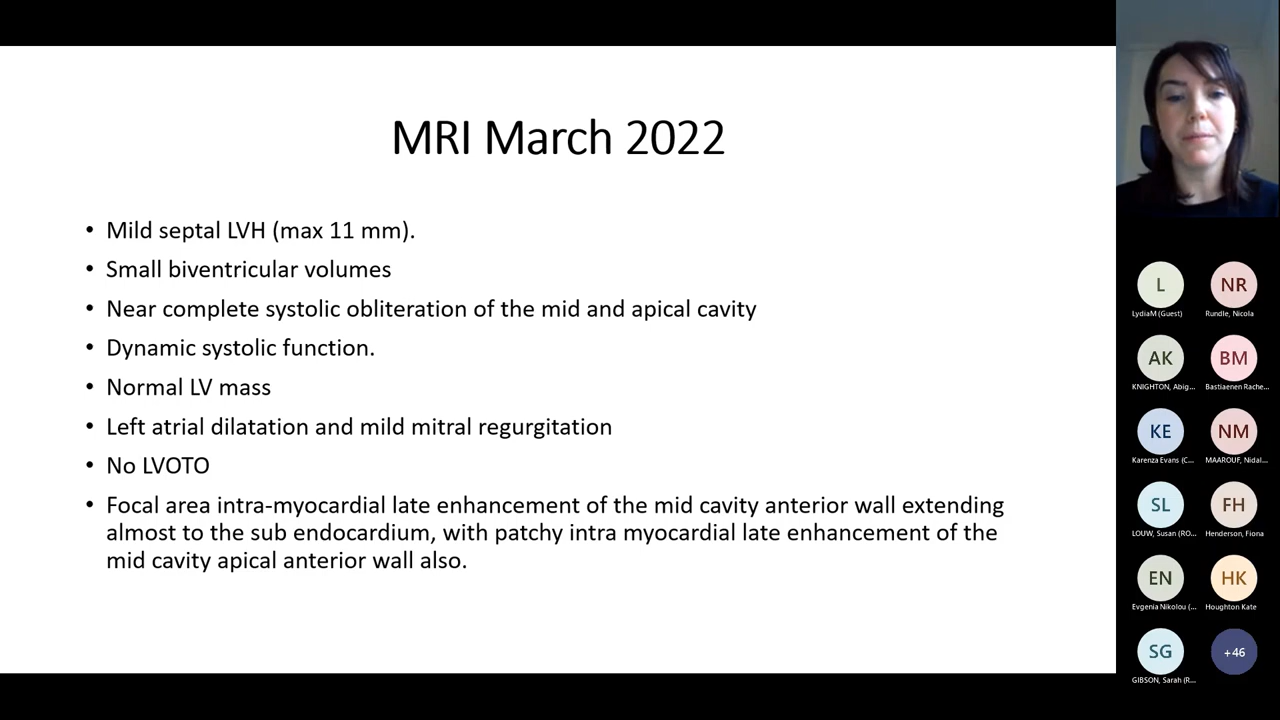 MRI March 2022
• Mild septal LVH (max 11 mm).
• Small biventricular volumes
• Near complete systolic obliteration of the mid and apical cavity
• Dynamic systolic function.
• Normal LV mass
• Left atrial dilatation and mild mitral regurgitation
• No LVOTO
• Focal area intra-myocardial late enhancement of the mid cavity anterior wall extending
almost to the sub endocardium, with patchy intra myocardial late enhancement of the
mid cavity apical anterior wall also.
L NR
LydiaM (Guest) Rundle, Nicola
AK BM
KNIGHTON, Abig... Bastiaenen Rache...
KE NM
Karenza Evans (C... MAAROUF, Nidal...
SL FH
LOUW, Susan (RO... Henderson, Fiona
EN HK
Evgenia Nikolou (... Houghton Kate
SG +46
GIBSON, Sarah (R...